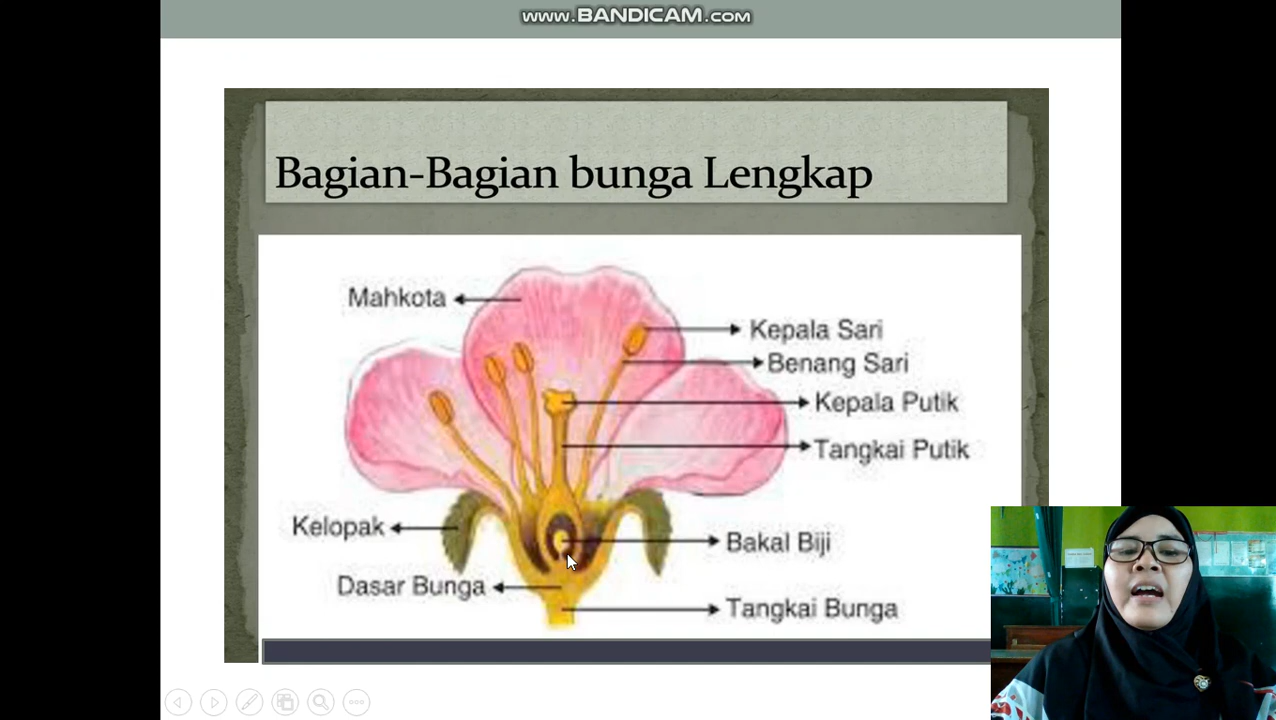 www.BANDICAM.com
Bagian-Bagian bunga Lengkap
Mahkota
Kepala Sari
Benang Sari
Kepala Putik
Tangkai Putik
Kelopak
Bakal Biji
Dasar Bunga
Tangkai Bunga